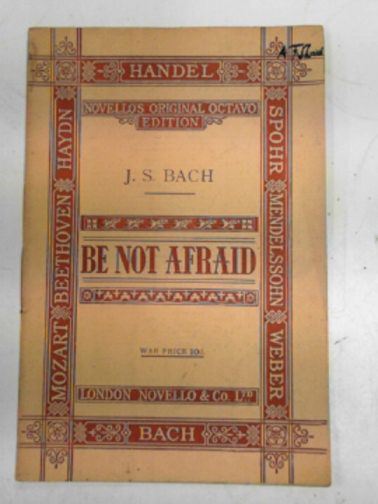 HANDEL
NOVELLOS ORIGINAL OCTAVO
EDITION
HAYDN
BEETHOVEN
MOZART
SPOHR
MENDELSSOHN
WEBER
J. S. BACH
BE NOT AFRAID
WAR PRICE
LONDON NOVELLO & Co. LTD
BACH